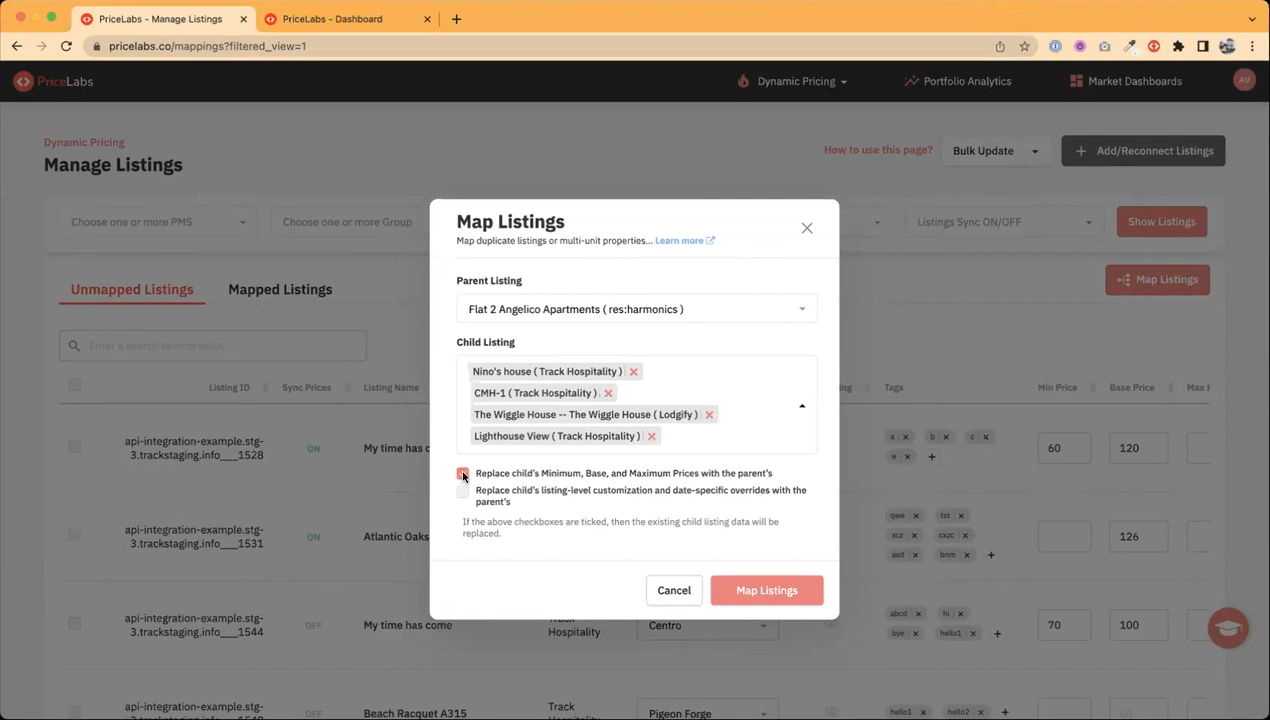 PriceLabs - Manage Listings
PriceLabs - Dashboard
pricelabs.co/mappings?filtered_view=1
PriceLabs
Dynamic Pricing
Portfolio Analytics
Market Dashboards
AV
Dynamic Pricing
Manage Listings
How to use this page?
Bulk Update
+ Add/Reconnect Listings
Choose one or more PMS
Choose one or more Group
Listings Sync ON/OFF
Show Listings
Unmapped Listings
Mapped Listings
Map Listings
Enter a search
Listing ID
Sync Prices
Listing Name
Tags
Min Price
Base Price
api-integration-example.stg-
3.trackstaging.info___1528
ON
My time has
a
b
c
e
60
120
api-integration-example.stg-
3.trackstaging.info___1531
ON
Atlantic Oaks
qwe
tst
xcz
cxzc
asd
bnm
126
api-integration-example.stg-
3.trackstaging.info___1544
OFF
My time has come
Track
Hospitality
Centro
abcd
hi
bye
hello1
70
100
api-integration-example.stg-
3.trackstaging.info___1548
OFF
Beach Racquet A315
Track
Hospitality
Pigeon Forge
hello1
hello2
60
Map Listings
Map duplicate listings or multi-unit properties... Learn more
Parent Listing
Flat 2 Angelico Apartments ( res:harmonics )
Child Listing
Nino's house ( Track Hospitality )
CMH-1 ( Track Hospitality )
The Wiggle House -- The Wiggle House ( Lodgify )
Lighthouse View ( Track Hospitality )
Replace child's Minimum, Base, and Maximum Prices with the parent's
Replace child's listing-level customization and date-specific overrides with the
parent's
If the above checkboxes are ticked, then the existing child listing data will be
replaced.
Cancel
Map Listings